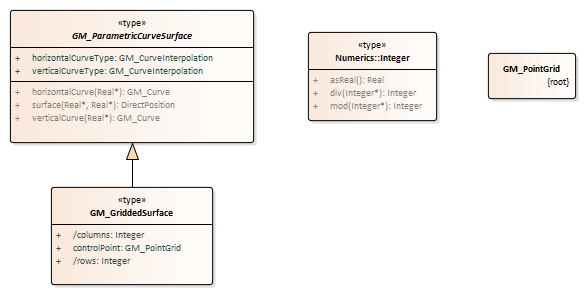 «type»
GM_ParametricCurveSurface
+ horizontalCurveType: GM_CurveInterpolation
+ verticalCurveType: GM_CurveInterpolation
+ horizontalCurve(Real*): GM_Curve
+ surface(Real*, Real*): DirectPosition
+ verticalCurve(Real*): GM_Curve
«type»
Numerics::Integer
+ asReal(): Real
+ div(Integer*): Integer
+ mod(Integer*): Integer
GM_PointGrid
{root}
«type»
GM_GriddedSurface
+ /columns: Integer
+ controlPoint: GM_PointGrid
+ /rows: Integer